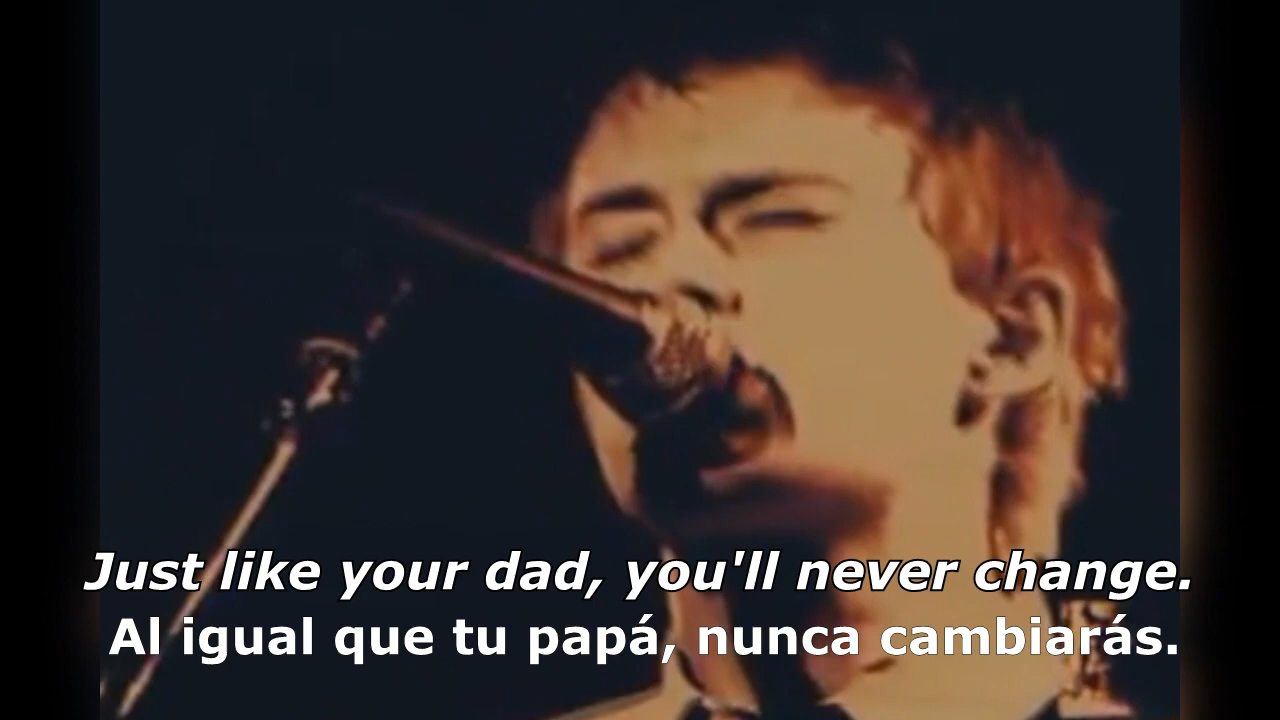 Just like your dad, you'll never change.
Al igual que tu papá, nunca cambiarás.